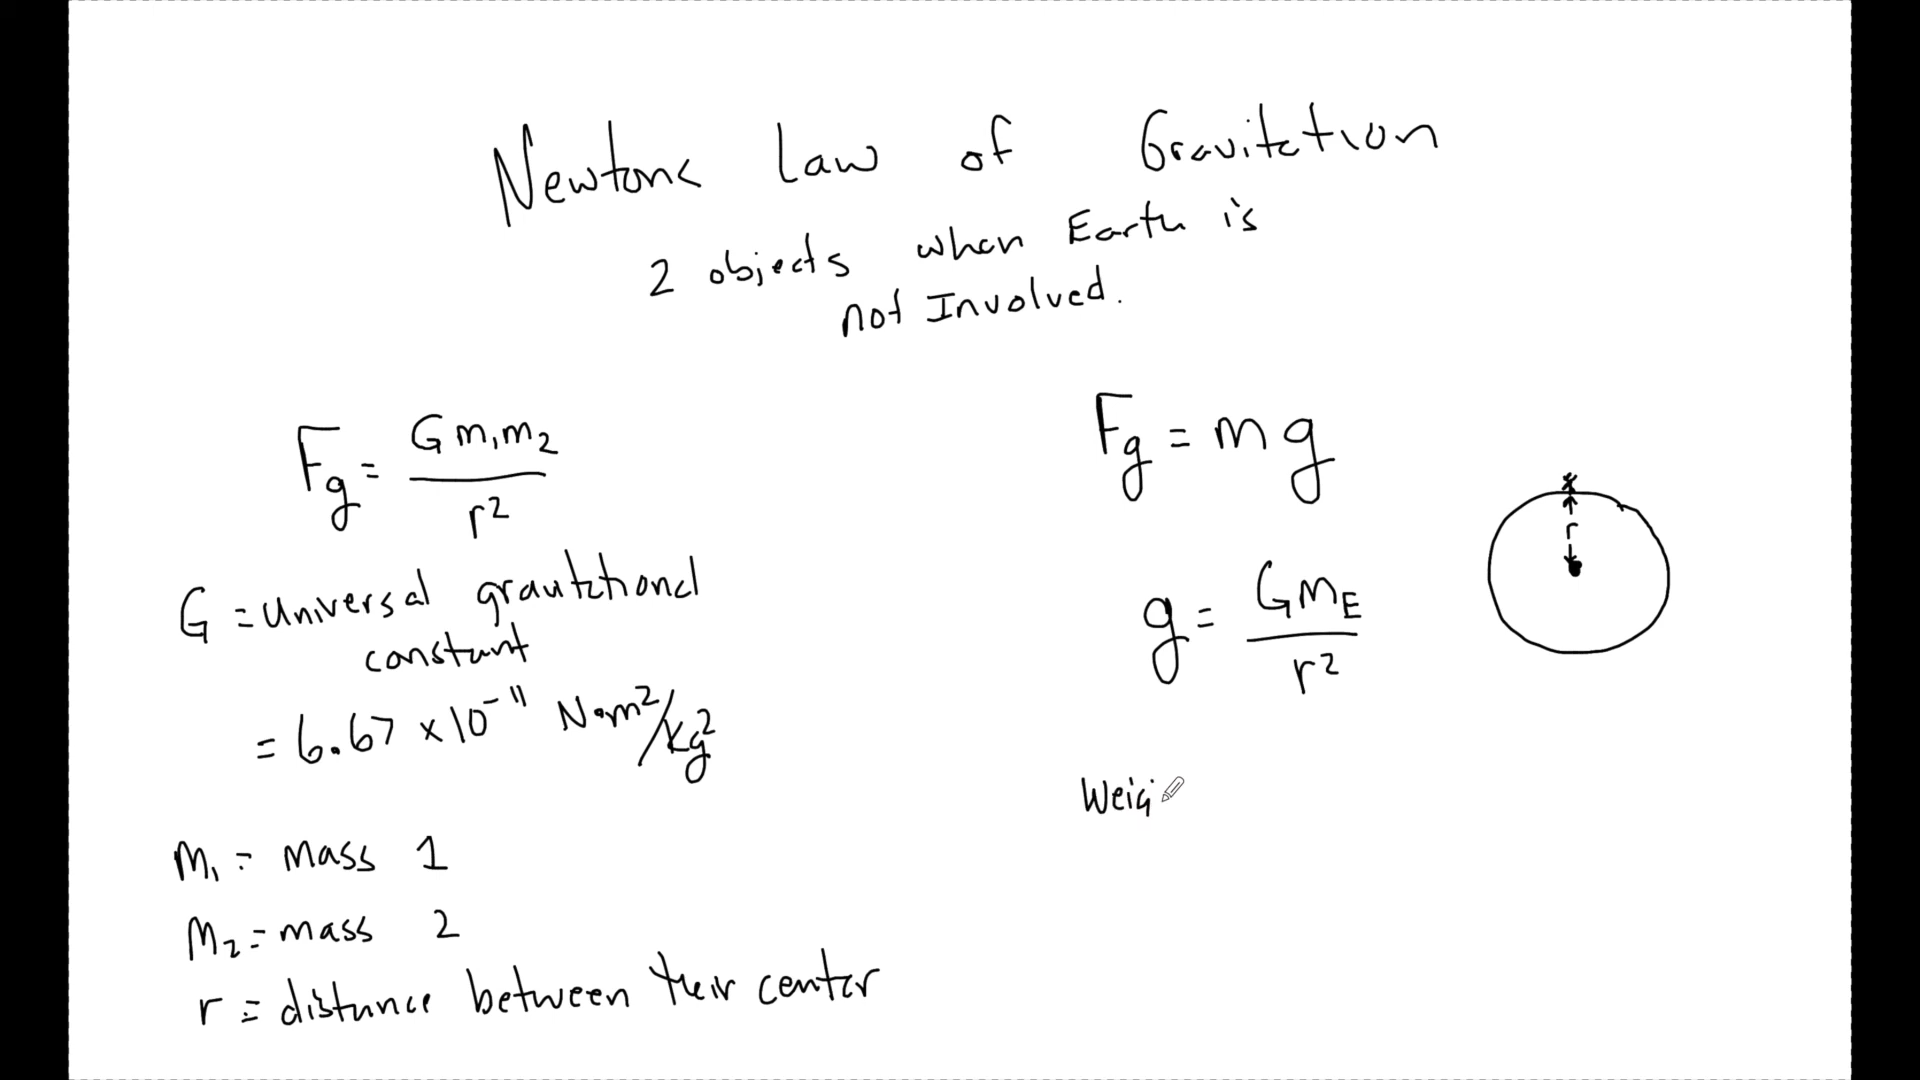 Newtons Law of Gravitation
2 objects when Earth is
not Involved.
Fg = Gm₁m₂ / r²
G = universal gravitational
constant
= 6.67 × 10⁻¹¹ N•m²/kg²
m₁ = mass 1
m₂ = mass 2
r = distance between their center
Fg = mg
g = GmE / r²
r
Weig